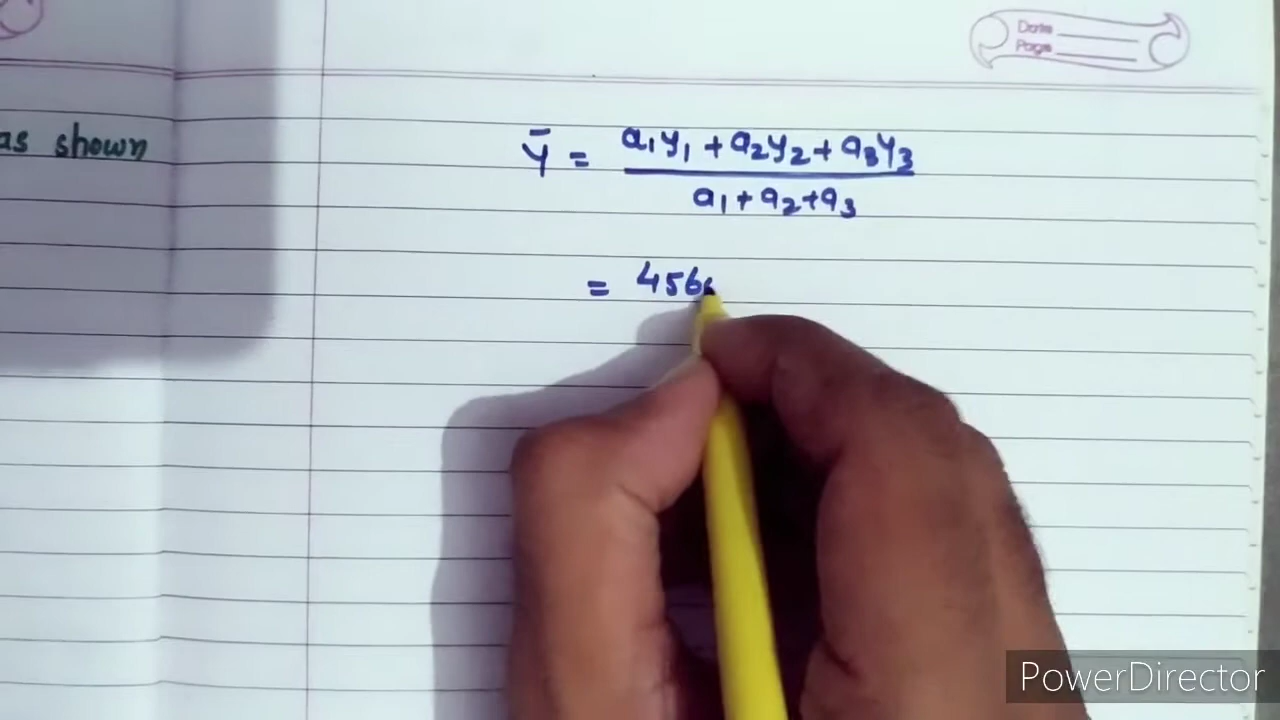 Date
Page
as shown
ȳ = a₁y₁ + a₂y₂ + a₃y₃
a₁ + a₂ + a₃
= 456
PowerDirector